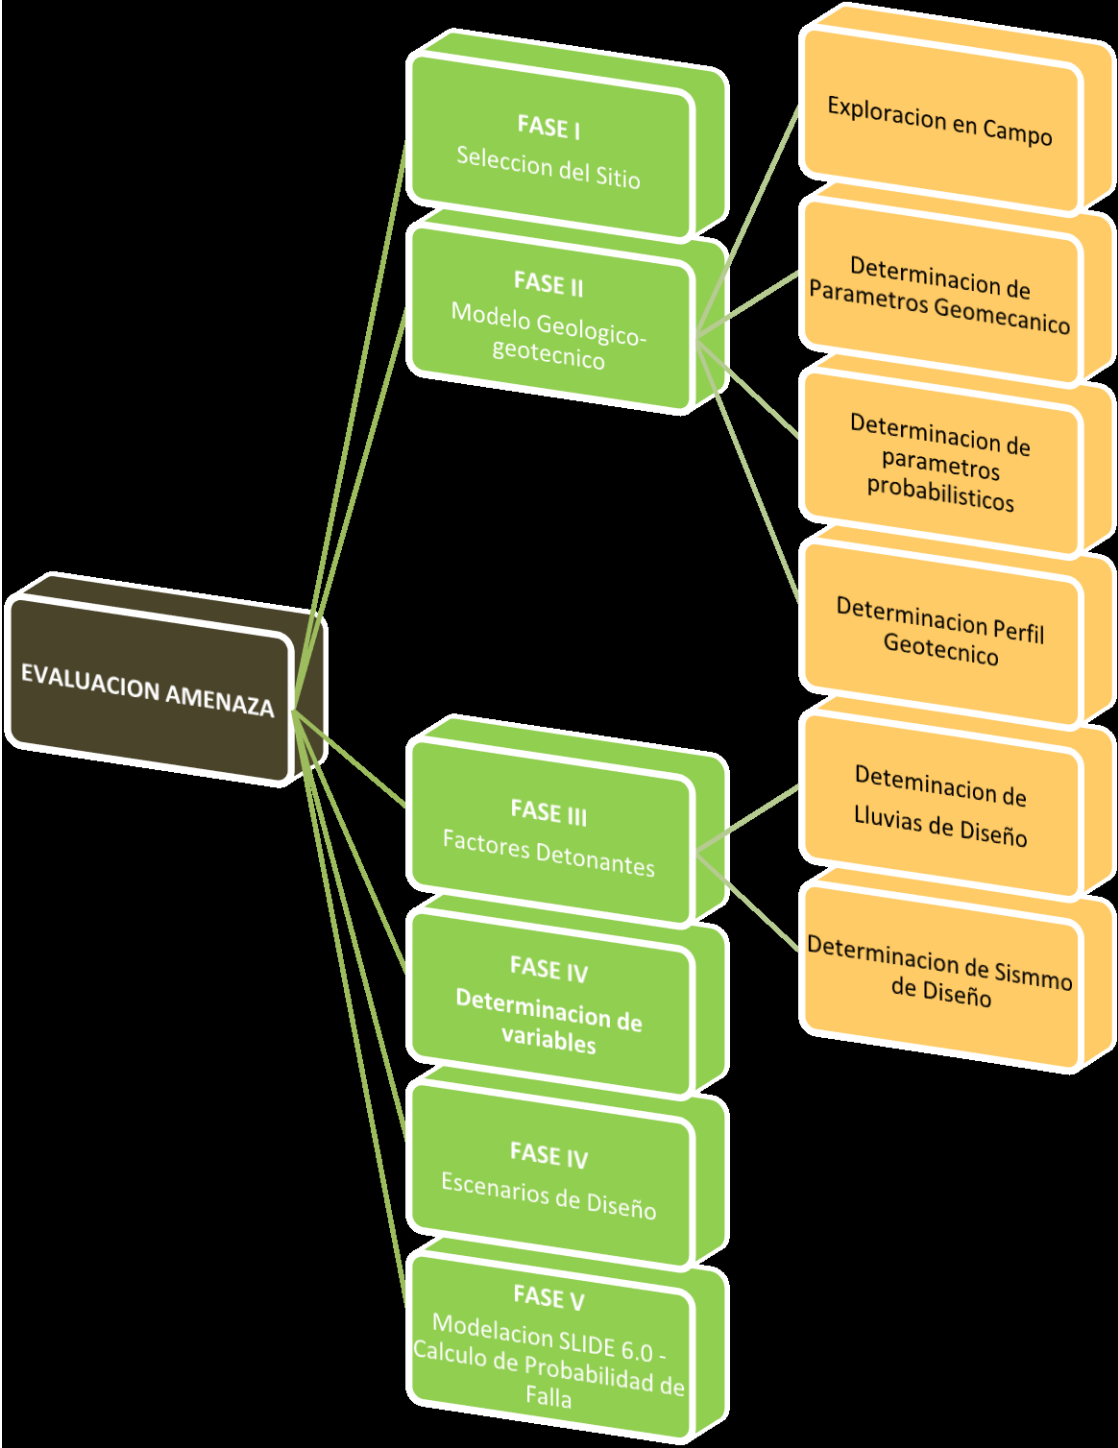 EVALUACION AMENAZA
FASE I
Seleccion del Sitio
FASE II
Modelo Geologico-
geotecnico
Exploracion en Campo
Determinacion de
Parametros Geomecanico
Determinacion de
parametros
probabilisticos
Determinacion Perfil
Geotecnico
FASE III
Factores Detonantes
Deteminacion de
Lluvias de Diseño
Determinacion de Sismmo
de Diseño
FASE IV
Determinacion de
variables
FASE IV
Escenarios de Diseño
FASE V
Modelacion SLIDE 6.0 -
Calculo de Probabilidad de
Falla